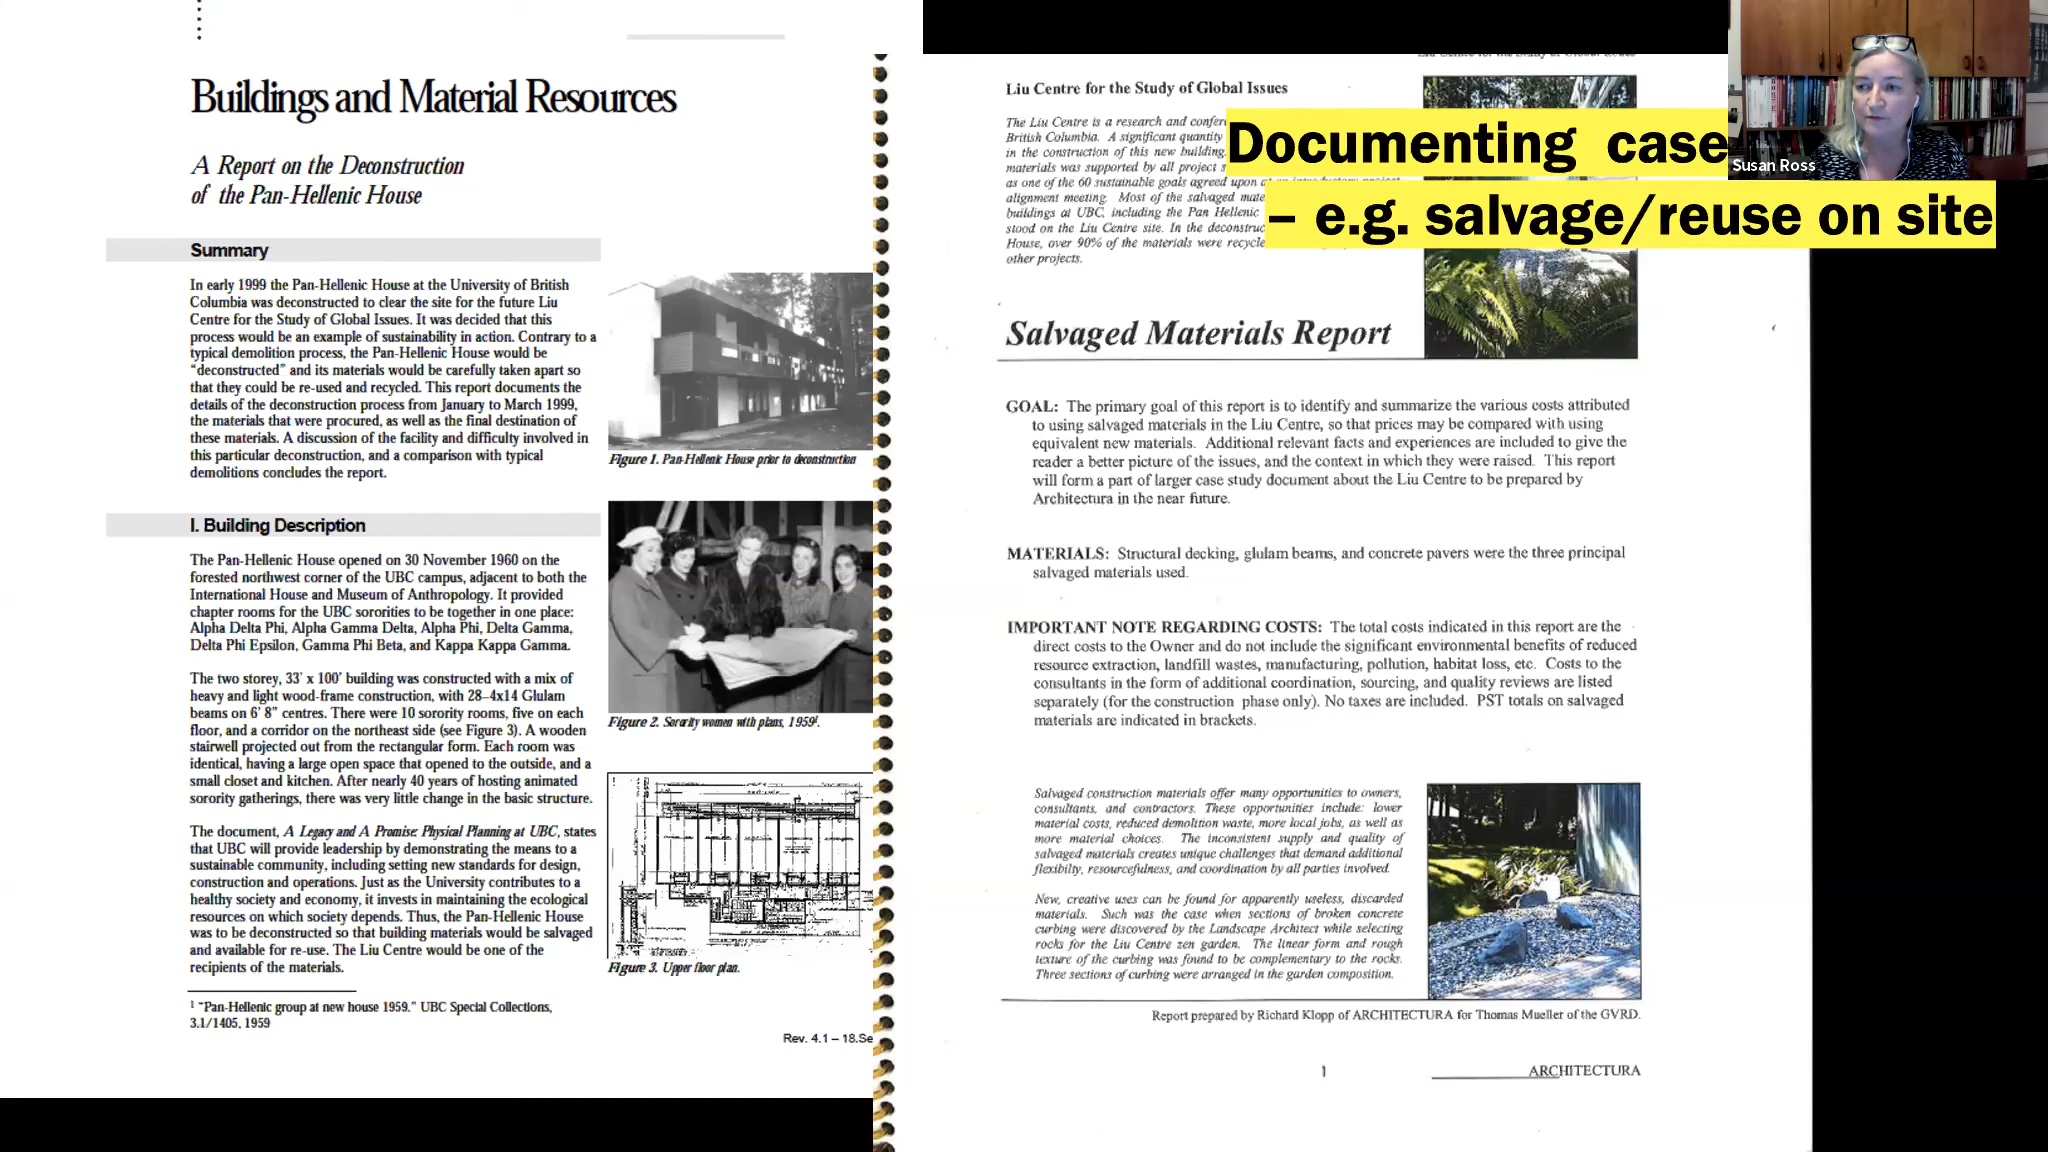 Buildings and Material Resources
A Report on the Deconstruction
of the Pan-Hellenic House
Summary
In early 1999 the Pan-Hellenic House at the University of British
Columbia was deconstructed to clear the site for the future Liu
Centre for the Study of Global Issues. It was decided that this
process would be an example of sustainability in action. Contrary to a
typical demolition process, the Pan-Hellenic House would be
"deconstructed" and its materials would be carefully taken apart so
that they could be re-used and recycled. This report documents the
details of the deconstruction process from January to March 1999,
the materials that were procured, as well as the final destination of
these materials. A discussion of the facility and difficulty involved in
this particular deconstruction, and a comparison with typical
demolitions concludes the report.
Figure 1. Pan-Hellenic House prior to deconstruction
I. Building Description
The Pan-Hellenic House opened on 30 November 1960 on the
forested northwest corner of the UBC campus, adjacent to both the
International House and Museum of Anthropology. It provided
chapter rooms for the UBC sororities to be together in one place:
Alpha Delta Phi, Alpha Gamma Delta, Alpha Phi, Delta Gamma,
Delta Phi Epsilon, Gamma Phi Beta, and Kappa Kappa Gamma.
The two storey, 33' x 100' building was constructed with a mix of
heavy and light wood-frame construction, with 28–4x14 Glulam
beams on 6' 8" centres. There were 10 sorority rooms, five on each
floor, and a corridor on the northeast side (see Figure 3). A wooden
stairwell projected out from the rectangular form. Each room was
identical, having a large open space that opened to the outside, and a
small closet and kitchen. After nearly 40 years of hosting animated
sorority gatherings, there was very little change in the basic structure.
Figure 2. Sorority women with plans, 1959¹.
The document, A Legacy and A Promise: Physical Planning at UBC, states
that UBC will provide leadership by demonstrating the means to a
sustainable community, including setting new standards for design,
construction and operations. Just as the University contributes to a
healthy society and economy, it invests in maintaining the ecological
resources on which society depends. Thus, the Pan-Hellenic House
was to be deconstructed so that building materials would be salvaged
and available for re-use. The Liu Centre would be one of the
recipients of the materials.
Figure 3. Upper floor plan.
¹ "Pan-Hellenic group at new house 1959." UBC Special Collections,
3.1/1405, 1959
Rev. 4.1 – 18.Se
Liu Centre for the Study of Global Issues
The Liu Centre is a research and confer
British Columbia. A significant quantity
in the construction of this new building.
materials was supported by all project s
as one of the 60 sustainable goals agreed upon
alignment meeting. Most of the salvaged mate
buildings at UBC, including the Pan Hellenic
stood on the Liu Centre site. In the deconstruc
House, over 90% of the materials were recycle
other projects.
Documenting case
– e.g. salvage/reuse on site
Susan Ross
Salvaged Materials Report
GOAL: The primary goal of this report is to identify and summarize the various costs attributed
to using salvaged materials in the Liu Centre, so that prices may be compared with using
equivalent new materials. Additional relevant facts and experiences are included to give the
reader a better picture of the issues, and the context in which they were raised. This report
will form a part of larger case study document about the Liu Centre to be prepared by
Architectura in the near future.
MATERIALS: Structural decking, glulam beams, and concrete pavers were the three principal
salvaged materials used.
IMPORTANT NOTE REGARDING COSTS: The total costs indicated in this report are the
direct costs to the Owner and do not include the significant environmental benefits of reduced
resource extraction, landfill wastes, manufacturing, pollution, habitat loss, etc. Costs to the
consultants in the form of additional coordination, sourcing, and quality reviews are listed
separately (for the construction phase only). No taxes are included. PST totals on salvaged
materials are indicated in brackets.
Salvaged construction materials offer many opportunities to owners,
consultants, and contractors. These opportunities include: lower
material costs, reduced demolition waste, more local jobs, as well as
more material choices. The inconsistent supply and quality of
salvaged materials creates unique challenges that demand additional
flexibilty, resourcefulness, and coordination by all parties involved.
New, creative uses can be found for apparently useless, discarded
materials. Such was the case when sections of broken concrete
curbing were discovered by the Landscape Architect while selecting
rocks for the Liu Centre zen garden. The linear form and rough
texture of the curbing was found to be complementary to the rocks.
Three sections of curbing were arranged in the garden composition.
Report prepared by Richard Klopp of ARCHITECTURA for Thomas Mueller of the GVRD.
1
ARCHITECTURA